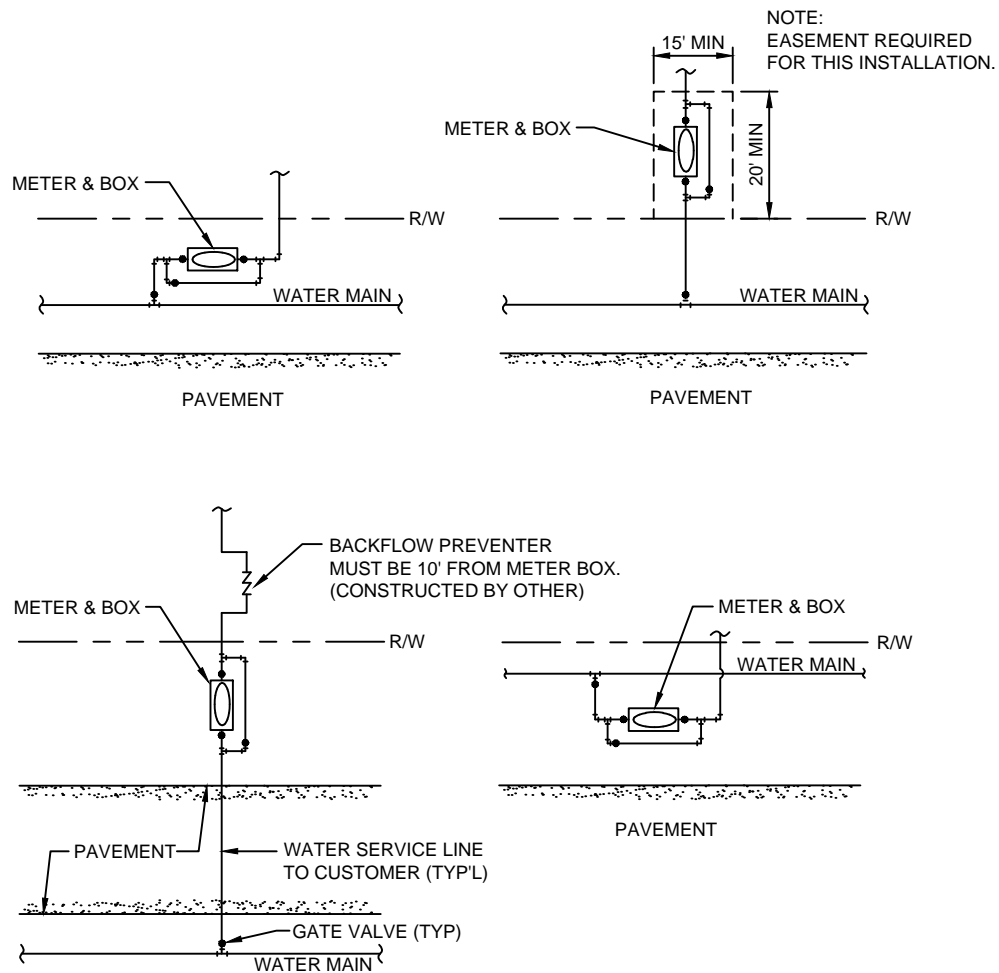 NOTE:
EASEMENT REQUIRED
FOR THIS INSTALLATION.
15' MIN
METER & BOX
20' MIN
METER & BOX
R/W
R/W
WATER MAIN
WATER MAIN
PAVEMENT
PAVEMENT
BACKFLOW PREVENTER
MUST BE 10' FROM METER BOX.
(CONSTRUCTED BY OTHER)
METER & BOX
R/W
METER & BOX
R/W
WATER MAIN
PAVEMENT
PAVEMENT
WATER SERVICE LINE
TO CUSTOMER (TYP'L)
GATE VALVE (TYP)
WATER MAIN